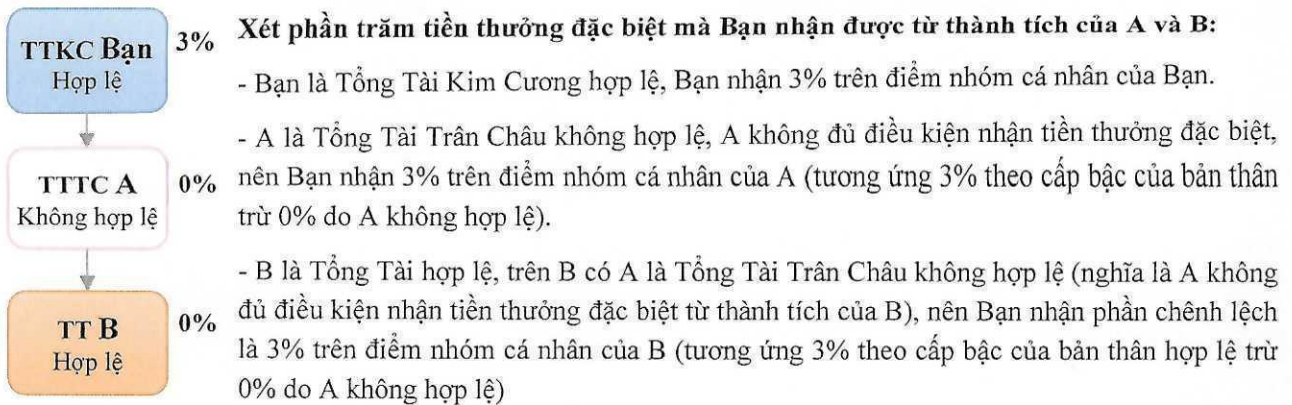 TTKC Bạn
Hợp lệ
3%
TTTC A
Không hợp lệ
0%
TT B
Hợp lệ
0%
Xét phần trăm tiền thưởng đặc biệt mà Bạn nhận được từ thành tích của A và B:
- Bạn là Tổng Tài Kim Cương hợp lệ, Bạn nhận 3% trên điểm nhóm cá nhân của Bạn.
- A là Tổng Tài Trân Châu không hợp lệ, A không đủ điều kiện nhận tiền thưởng đặc biệt,
nên Bạn nhận 3% trên điểm nhóm cá nhân của A (tương ứng 3% theo cấp bậc của bản thân
trừ 0% do A không hợp lệ).
- B là Tổng Tài hợp lệ, trên B có A là Tổng Tài Trân Châu không hợp lệ (nghĩa là A không
đủ điều kiện nhận tiền thưởng đặc biệt từ thành tích của B), nên Bạn nhận phần chênh lệch
là 3% trên điểm nhóm cá nhân của B (tương ứng 3% theo cấp bậc của bản thân hợp lệ trừ
0% do A không hợp lệ)